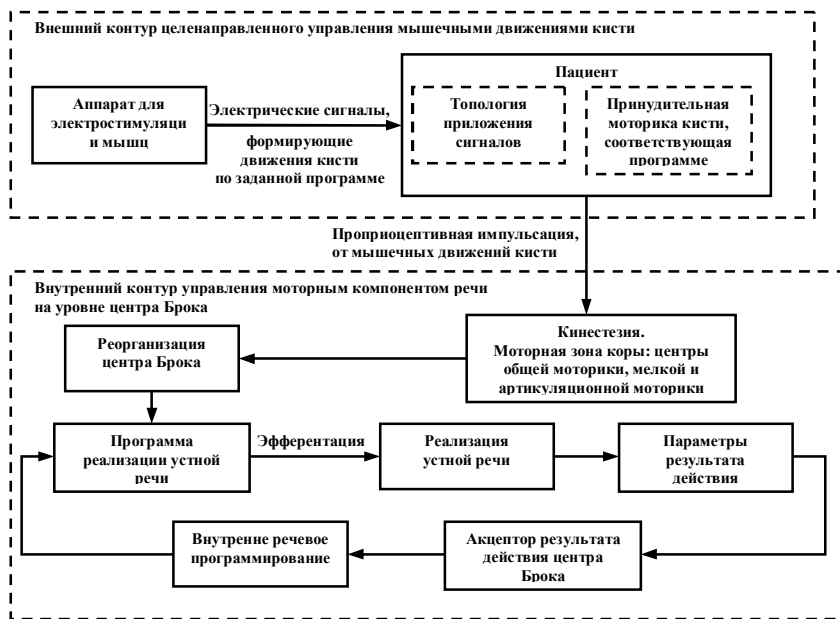 Внешний контур целенаправленного управления мышечными движениями кисти
Аппарат для
электростимуляци
и мышц
Электрические сигналы,
формирующие
движения кисти
по заданной программе
Пациент
Топология
приложения
сигналов
Принудительная
моторика кисти,
соответствующая
программе
Проприоцептивная импульсация,
от мышечных движений кисти
Внутренний контур управления моторным компонентом речи
на уровне центра Брока
Реорганизация
центра Брока
Кинестезия.
Моторная зона коры: центры
общей моторики, мелкой и
артикуляционной моторики
Программа
реализации устной
речи
Эфферентация
Реализация
устной речи
Параметры
результата
действия
Внутренне речевое
программирование
Акцептор результата
действия центра
Брока